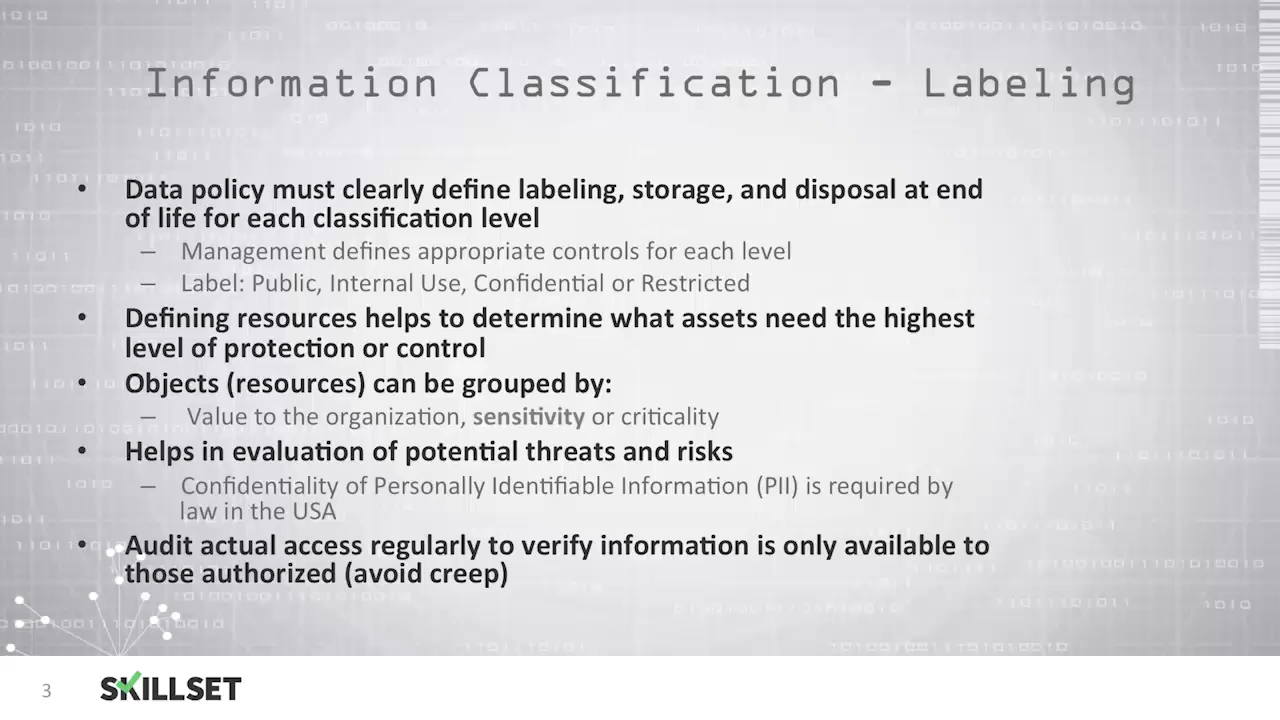 Information Classification - Labeling
• Data policy must clearly define labeling, storage, and disposal at end
of life for each classification level
– Management defines appropriate controls for each level
– Label: Public, Internal Use, Confidential or Restricted
• Defining resources helps to determine what assets need the highest
level of protection or control
• Objects (resources) can be grouped by:
– Value to the organization, sensitivity or criticality
• Helps in evaluation of potential threats and risks
– Confidentiality of Personally Identifiable Information (PII) is required by
law in the USA
• Audit actual access regularly to verify information is only available to
those authorized (avoid creep)
3
SKILLSET